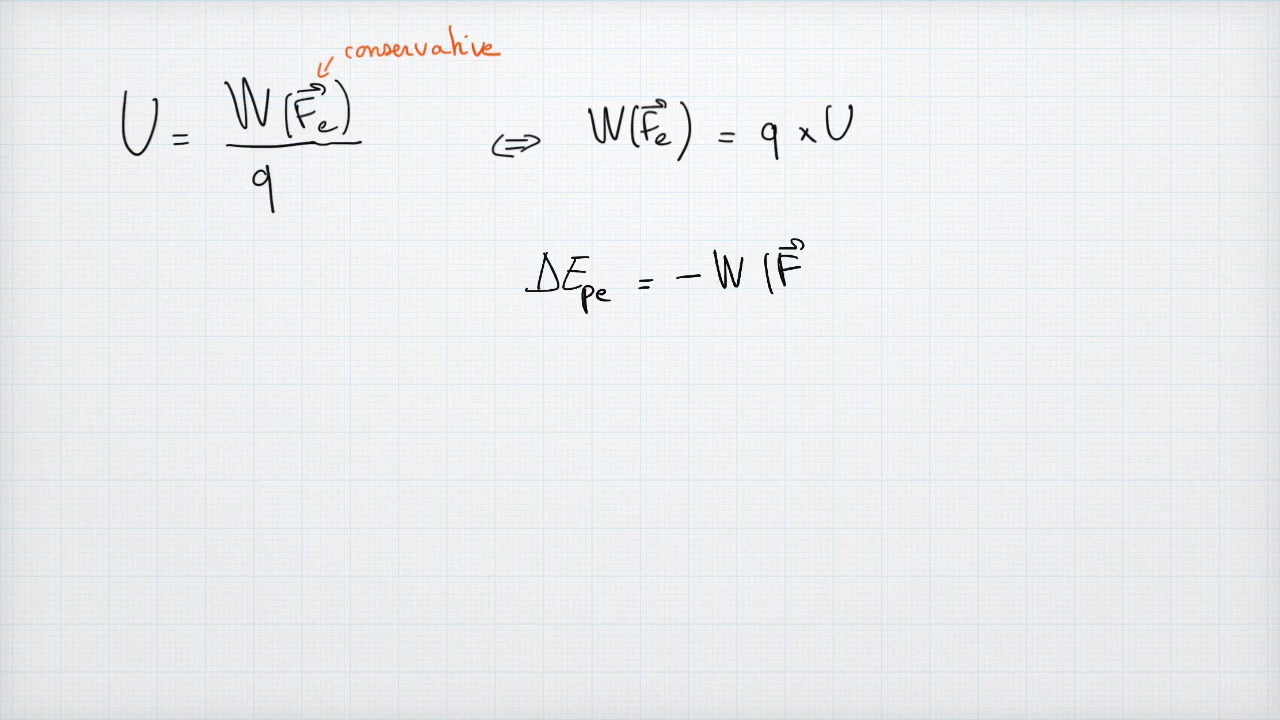 conservative
U = W(F⃗e) / q ⇔ W(F⃗e) = q × U
ΔEpe = − W (F⃗